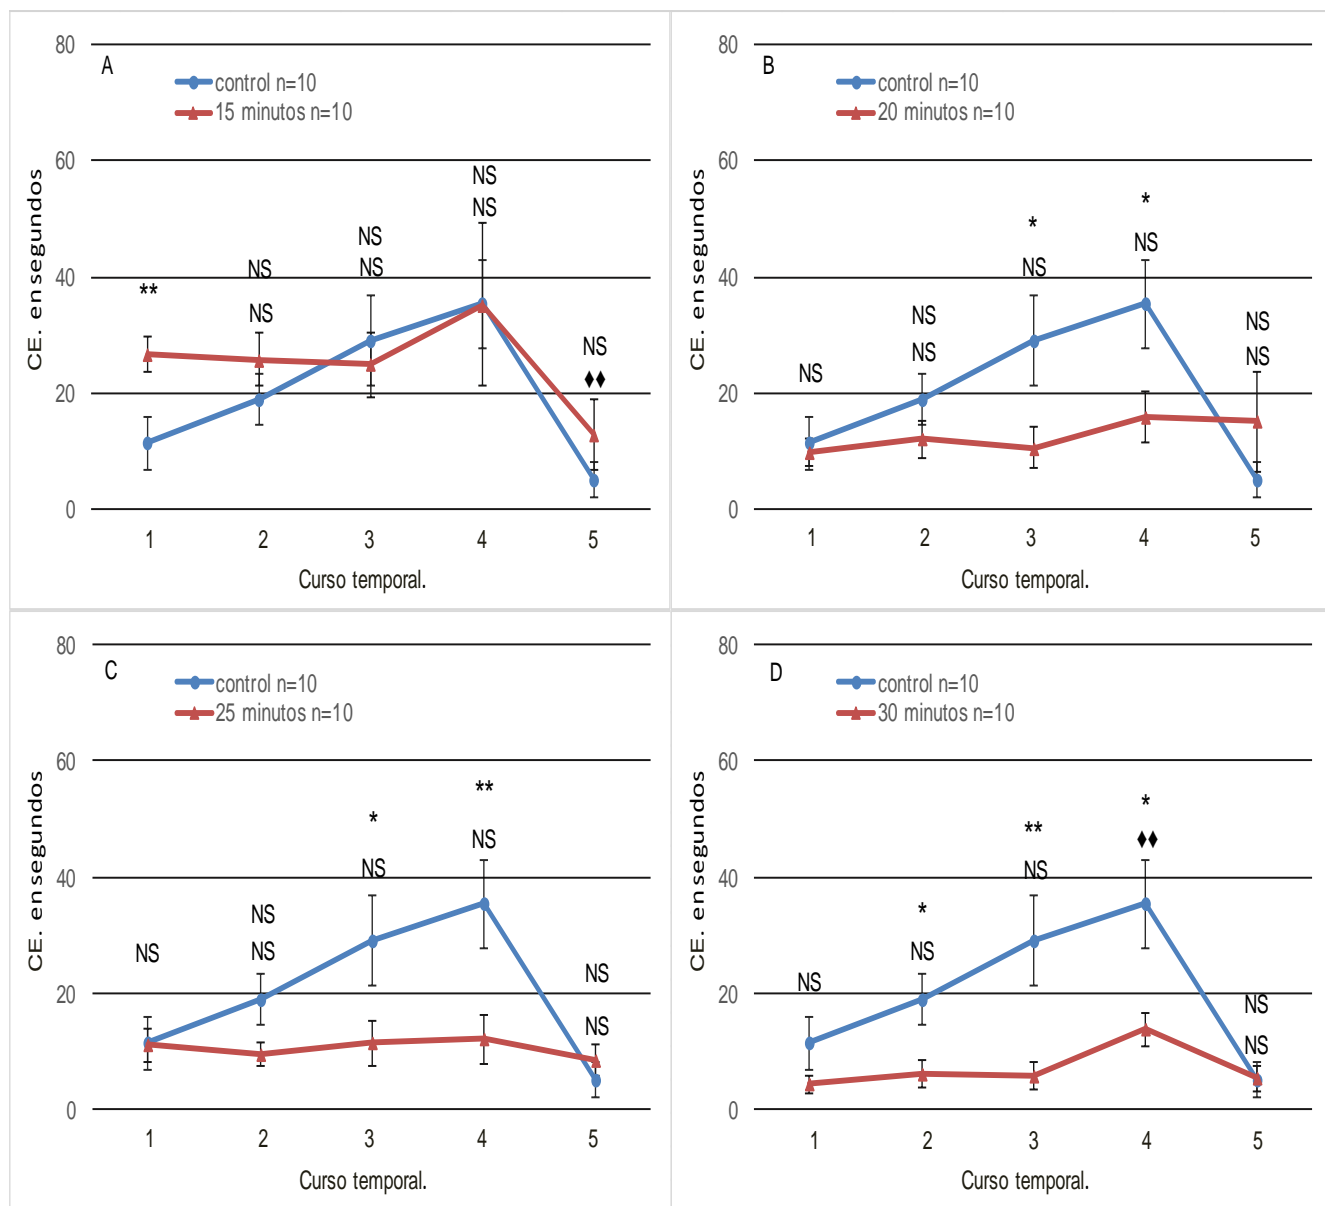 A
control n=10
15 minutos n=10
80
60
40
20
0
CE. en segundos
**
NS
NS
NS
NS
NS
NS
NS
♦♦
1 2 3 4 5
Curso temporal.
B
control n=10
20 minutos n=10
80
60
40
20
0
CE. en segundos
NS
NS
NS
*
NS
*
NS
NS
NS
1 2 3 4 5
Curso temporal.
C
control n=10
25 minutos n=10
80
60
40
20
0
CE. en segundos
NS
NS
NS
*
NS
**
NS
NS
NS
1 2 3 4 5
Curso temporal.
D
control n=10
30 minutos n=10
80
60
40
20
0
CE. en segundos
NS
*
NS
**
NS
*
♦♦
NS
NS
1 2 3 4 5
Curso temporal.